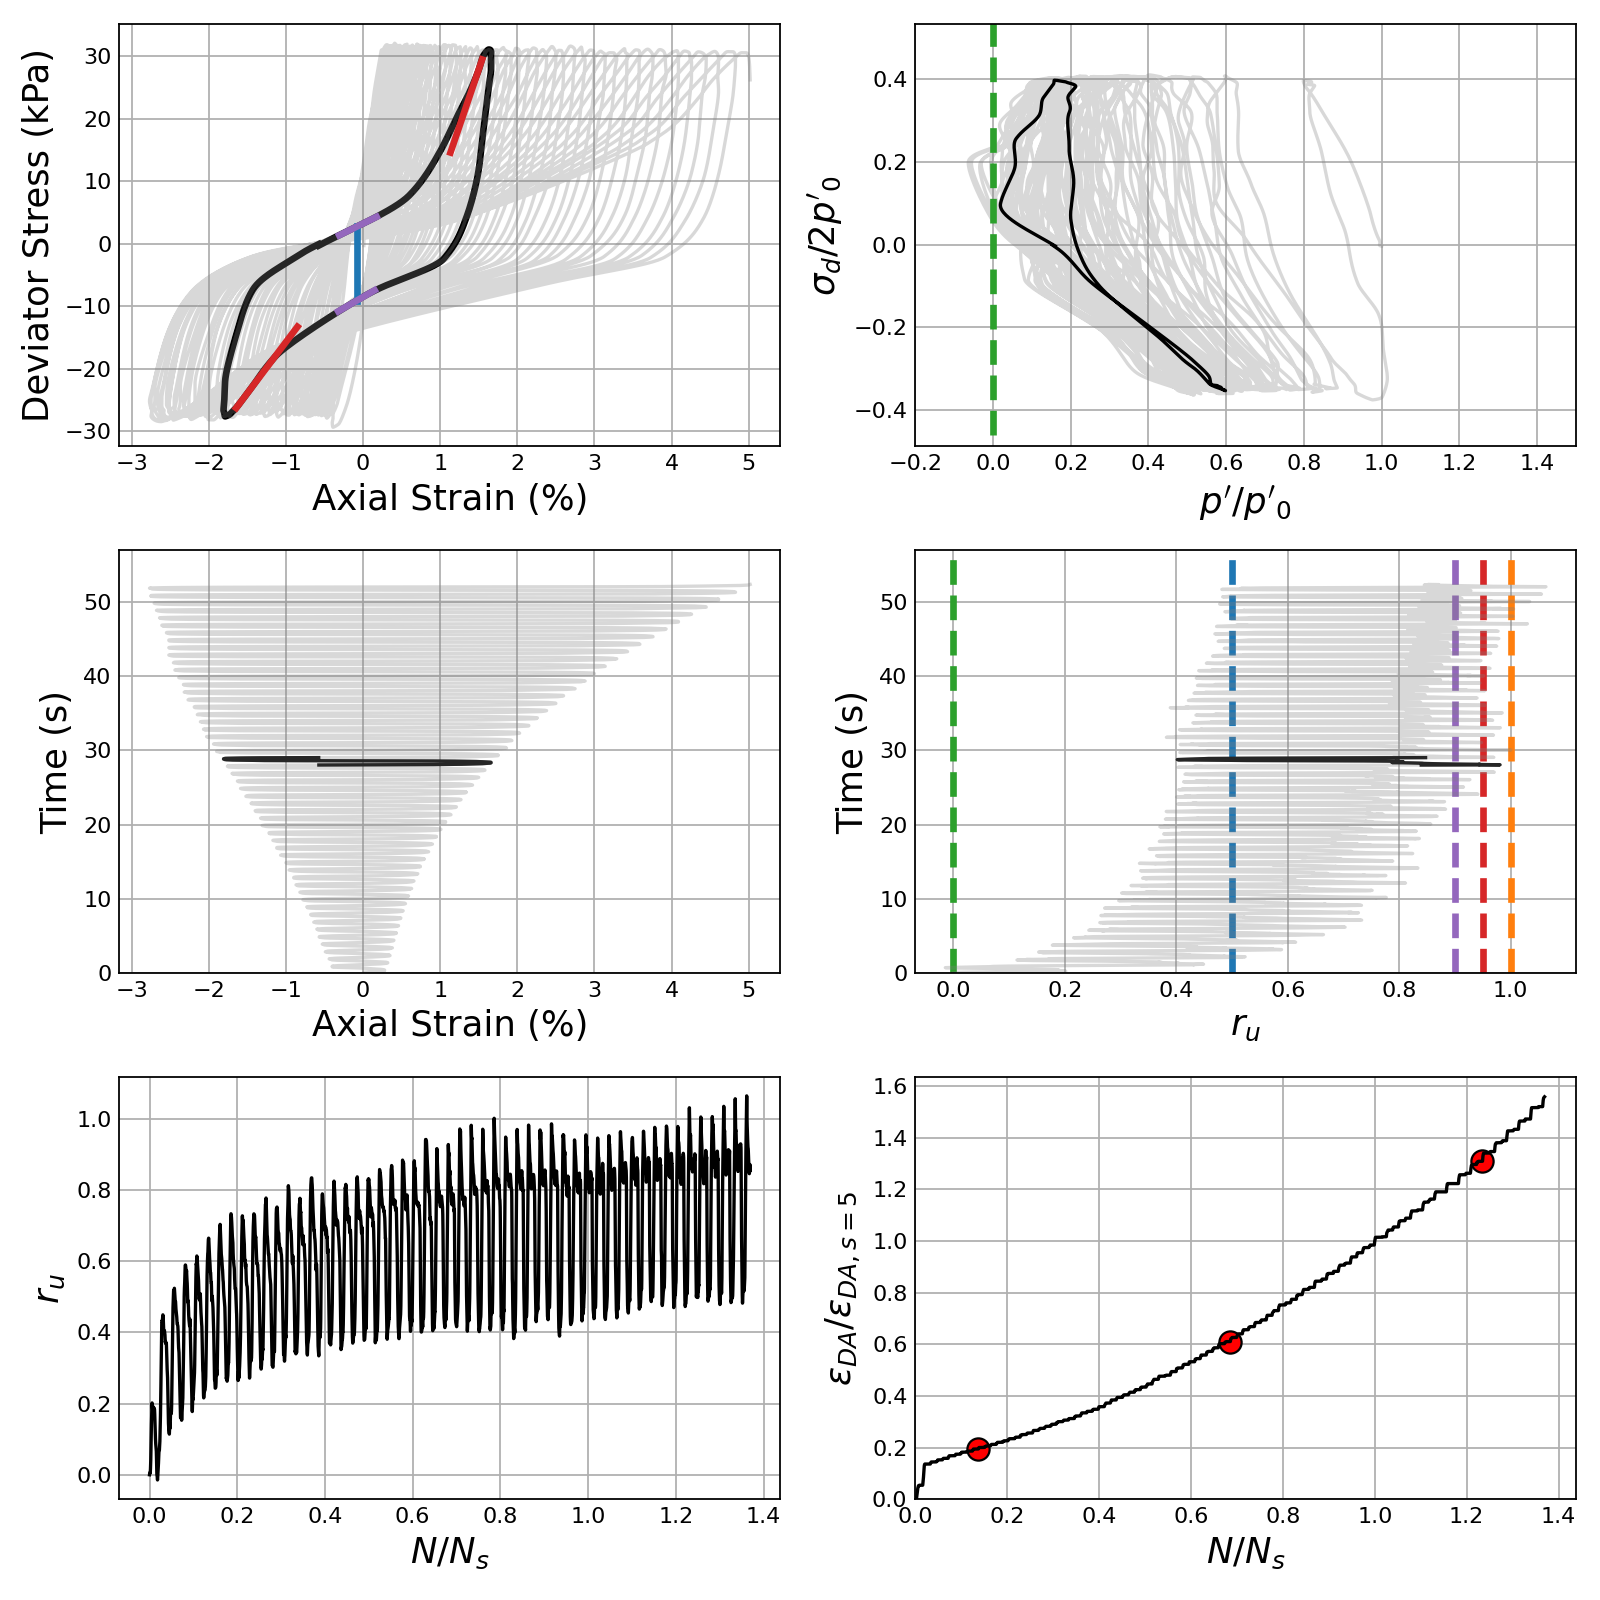 Deviator Stress (kPa)
30
20
10
0
−10
−20
−30
−3 −2 −1 0 1 2 3 4 5
Axial Strain (%)
σd/2p′0
0.4
0.2
0.0
−0.2
−0.4
−0.2 0.0 0.2 0.4 0.6 0.8 1.0 1.2 1.4
p′/p′0
Time (s)
50
40
30
20
10
0
−3 −2 −1 0 1 2 3 4 5
Axial Strain (%)
Time (s)
50
40
30
20
10
0
0.0 0.2 0.4 0.6 0.8 1.0
ru
ru
1.0
0.8
0.6
0.4
0.2
0.0
0.0 0.2 0.4 0.6 0.8 1.0 1.2 1.4
N/Ns
εDA/εDA, s = 5
1.6
1.4
1.2
1.0
0.8
0.6
0.4
0.2
0.0
0.0 0.2 0.4 0.6 0.8 1.0 1.2 1.4
N/Ns